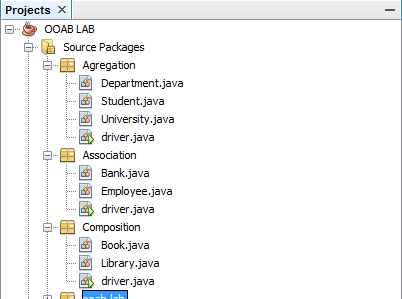 Projects
OOAB LAB
Source Packages
Agregation
Department.java
Student.java
University.java
driver.java
Association
Bank.java
Employee.java
driver.java
Composition
Book.java
Library.java
driver.java
ooab.lab